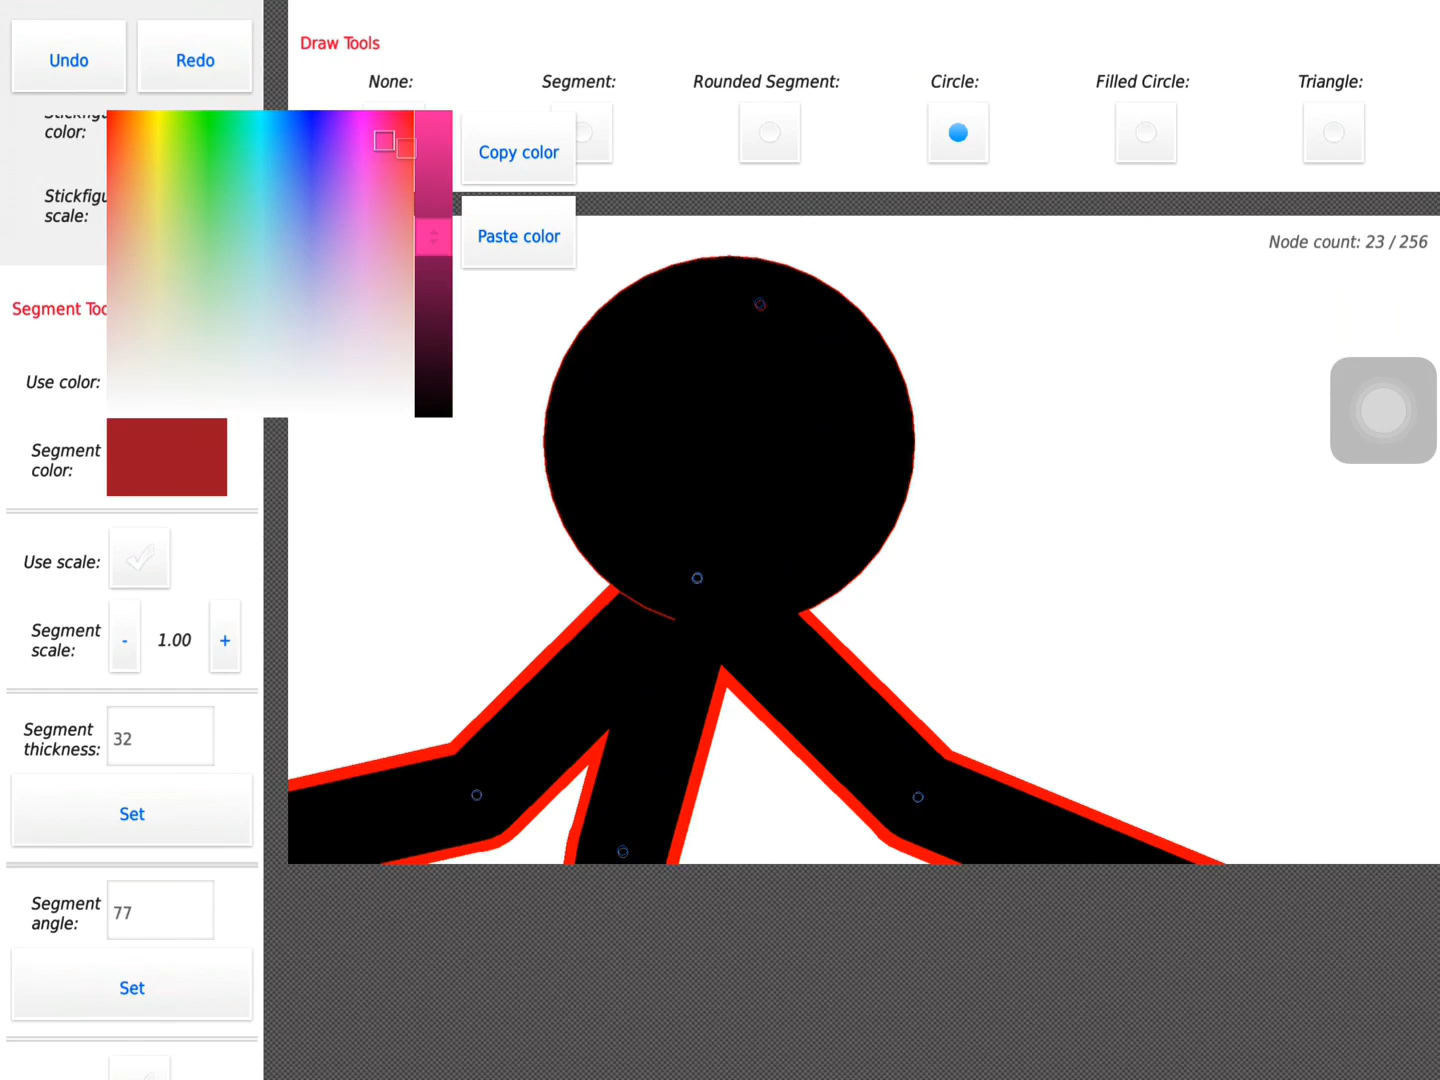 Undo
Redo
color:
scale:
Segment
Use color:
Segment
color:
Use scale:
Segment
scale:
- 1.00 +
Segment
thickness:
32
Set
Segment
angle:
77
Set
Draw Tools
None:
Segment:
Rounded Segment:
Circle:
Filled Circle:
Triangle:
Copy color
Paste color
Node count: 23 / 256